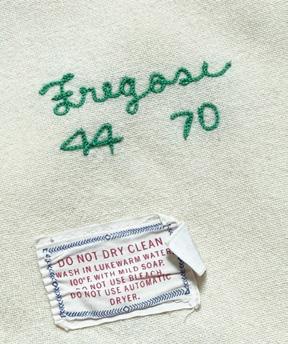 Fregosi
44 70
DO NOT DRY CLEAN
WASH IN LUKEWARM WATER
100°F. WITH MILD SOAP.
DO NOT USE BLEACH.
DO NOT USE AUTOMATIC
DRYER.